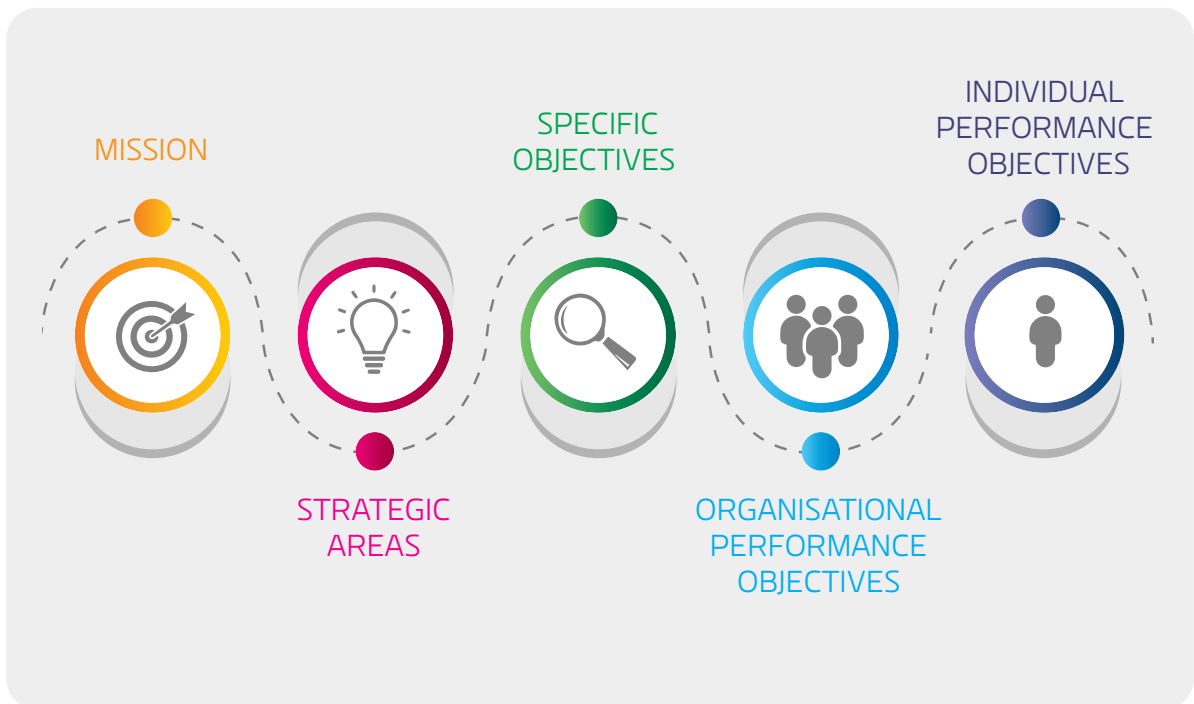 MISSION
STRATEGIC
AREAS
SPECIFIC
OBJECTIVES
ORGANISATIONAL
PERFORMANCE
OBJECTIVES
INDIVIDUAL
PERFORMANCE
OBJECTIVES